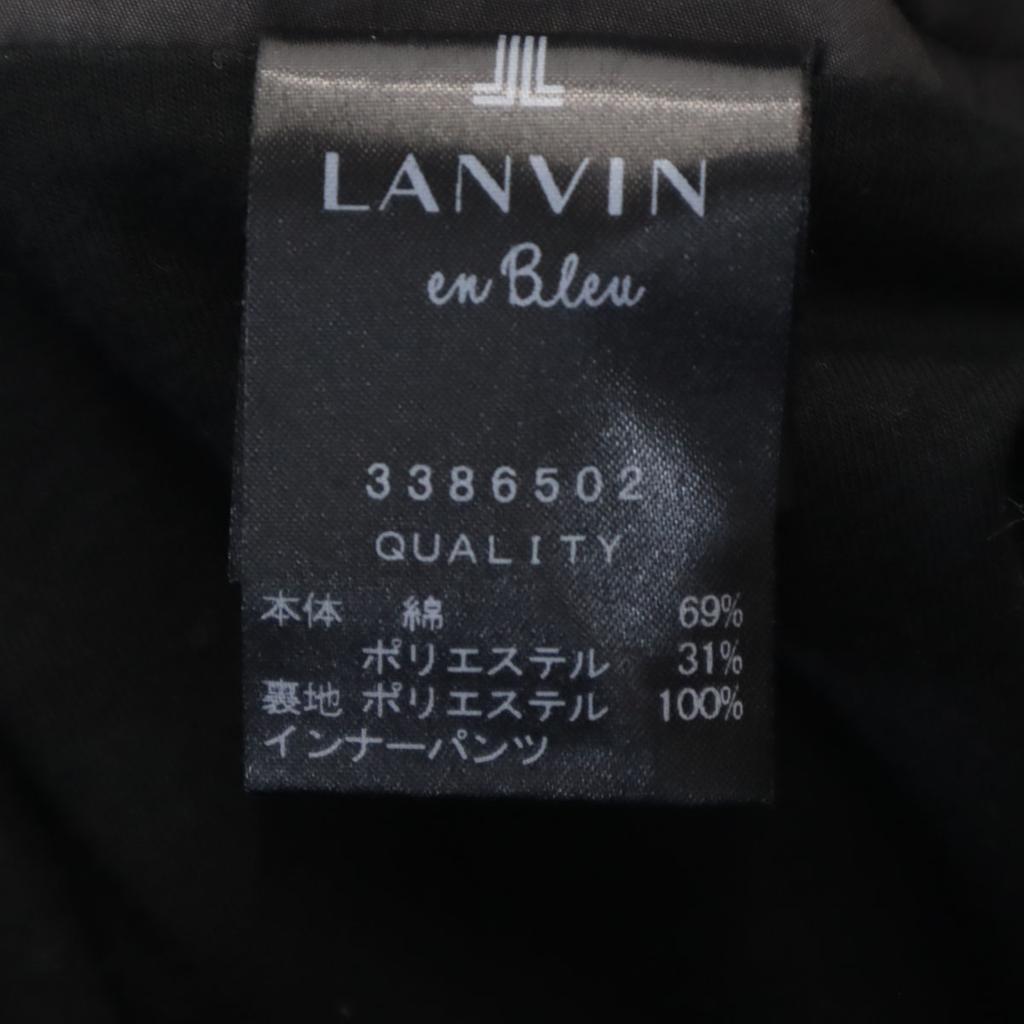 LANVIN
en Bleu
3386502
QUALITY
本体 綿 69%
ポリエステル 31%
裏地 ポリエステル 100%
インナーパンツ